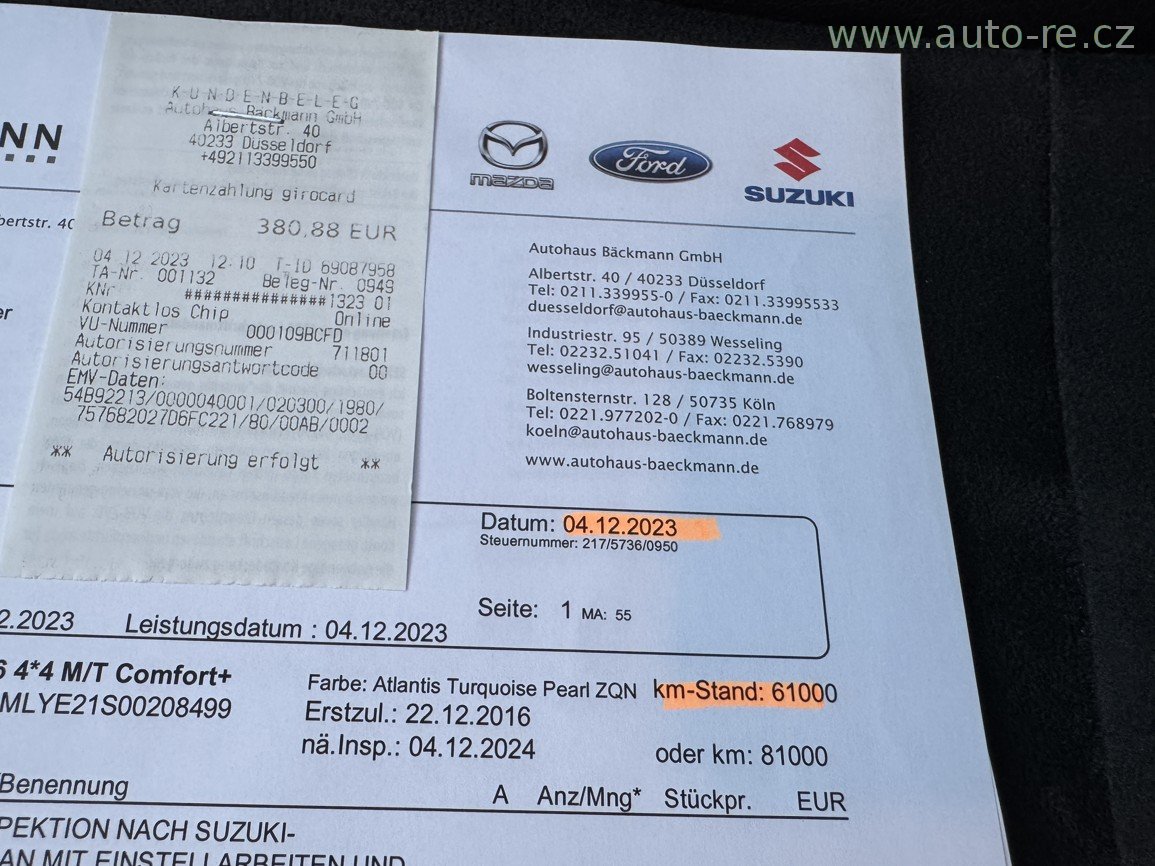 www.auto-re.cz
K-U-N-D-E-N-B-E-L-E-G
Autohaus Bäckmann GmbH
Albertstr. 40
40233 Düsseldorf
+492113399550
Kartenzahlung girocard
Betrag 380,88 EUR
04.12.2023 12:10 T-ID 69087958
TA-Nr. 001132 Beleg-Nr. 0949
KNr ###############1323 01
Kontaktlos Chip Online
VU-Nummer 000109BCFD
Autorisierungsnummer 711801
Autorisierungsantwortcode 00
EMV-Daten:
54B92213/0000040001/020300/1980/
757682027D6FC221/80/00AB/0002
** Autorisierung erfolgt **
NN
bertstr. 40
er
mazda
Ford
SUZUKI
Autohaus Bäckmann GmbH
Albertstr. 40 / 40233 Düsseldorf
Tel: 0211.339955-0 / Fax: 0211.33995533
duesseldorf@autohaus-baeckmann.de
Industriestr. 95 / 50389 Wesseling
Tel: 02232.51041 / Fax: 02232.5390
wesseling@autohaus-baeckmann.de
Boltensternstr. 128 / 50735 Köln
Tel: 0221.977202-0 / Fax: 0221.768979
koeln@autohaus-baeckmann.de
www.autohaus-baeckmann.de
Datum: 04.12.2023
Steuernummer: 217/5736/0950
Seite: 1 MA: 55
2.2023 Leistungsdatum : 04.12.2023
6 4*4 M/T Comfort+
MLYE21S00208499
Farbe: Atlantis Turquoise Pearl ZQN km-Stand: 61000
Erstzul.: 22.12.2016
nä.Insp.: 04.12.2024 oder km: 81000
Benennung A Anz/Mng* Stückpr. EUR
PEKTION NACH SUZUKI-
AN MIT EINSTELLARBEITEN UND